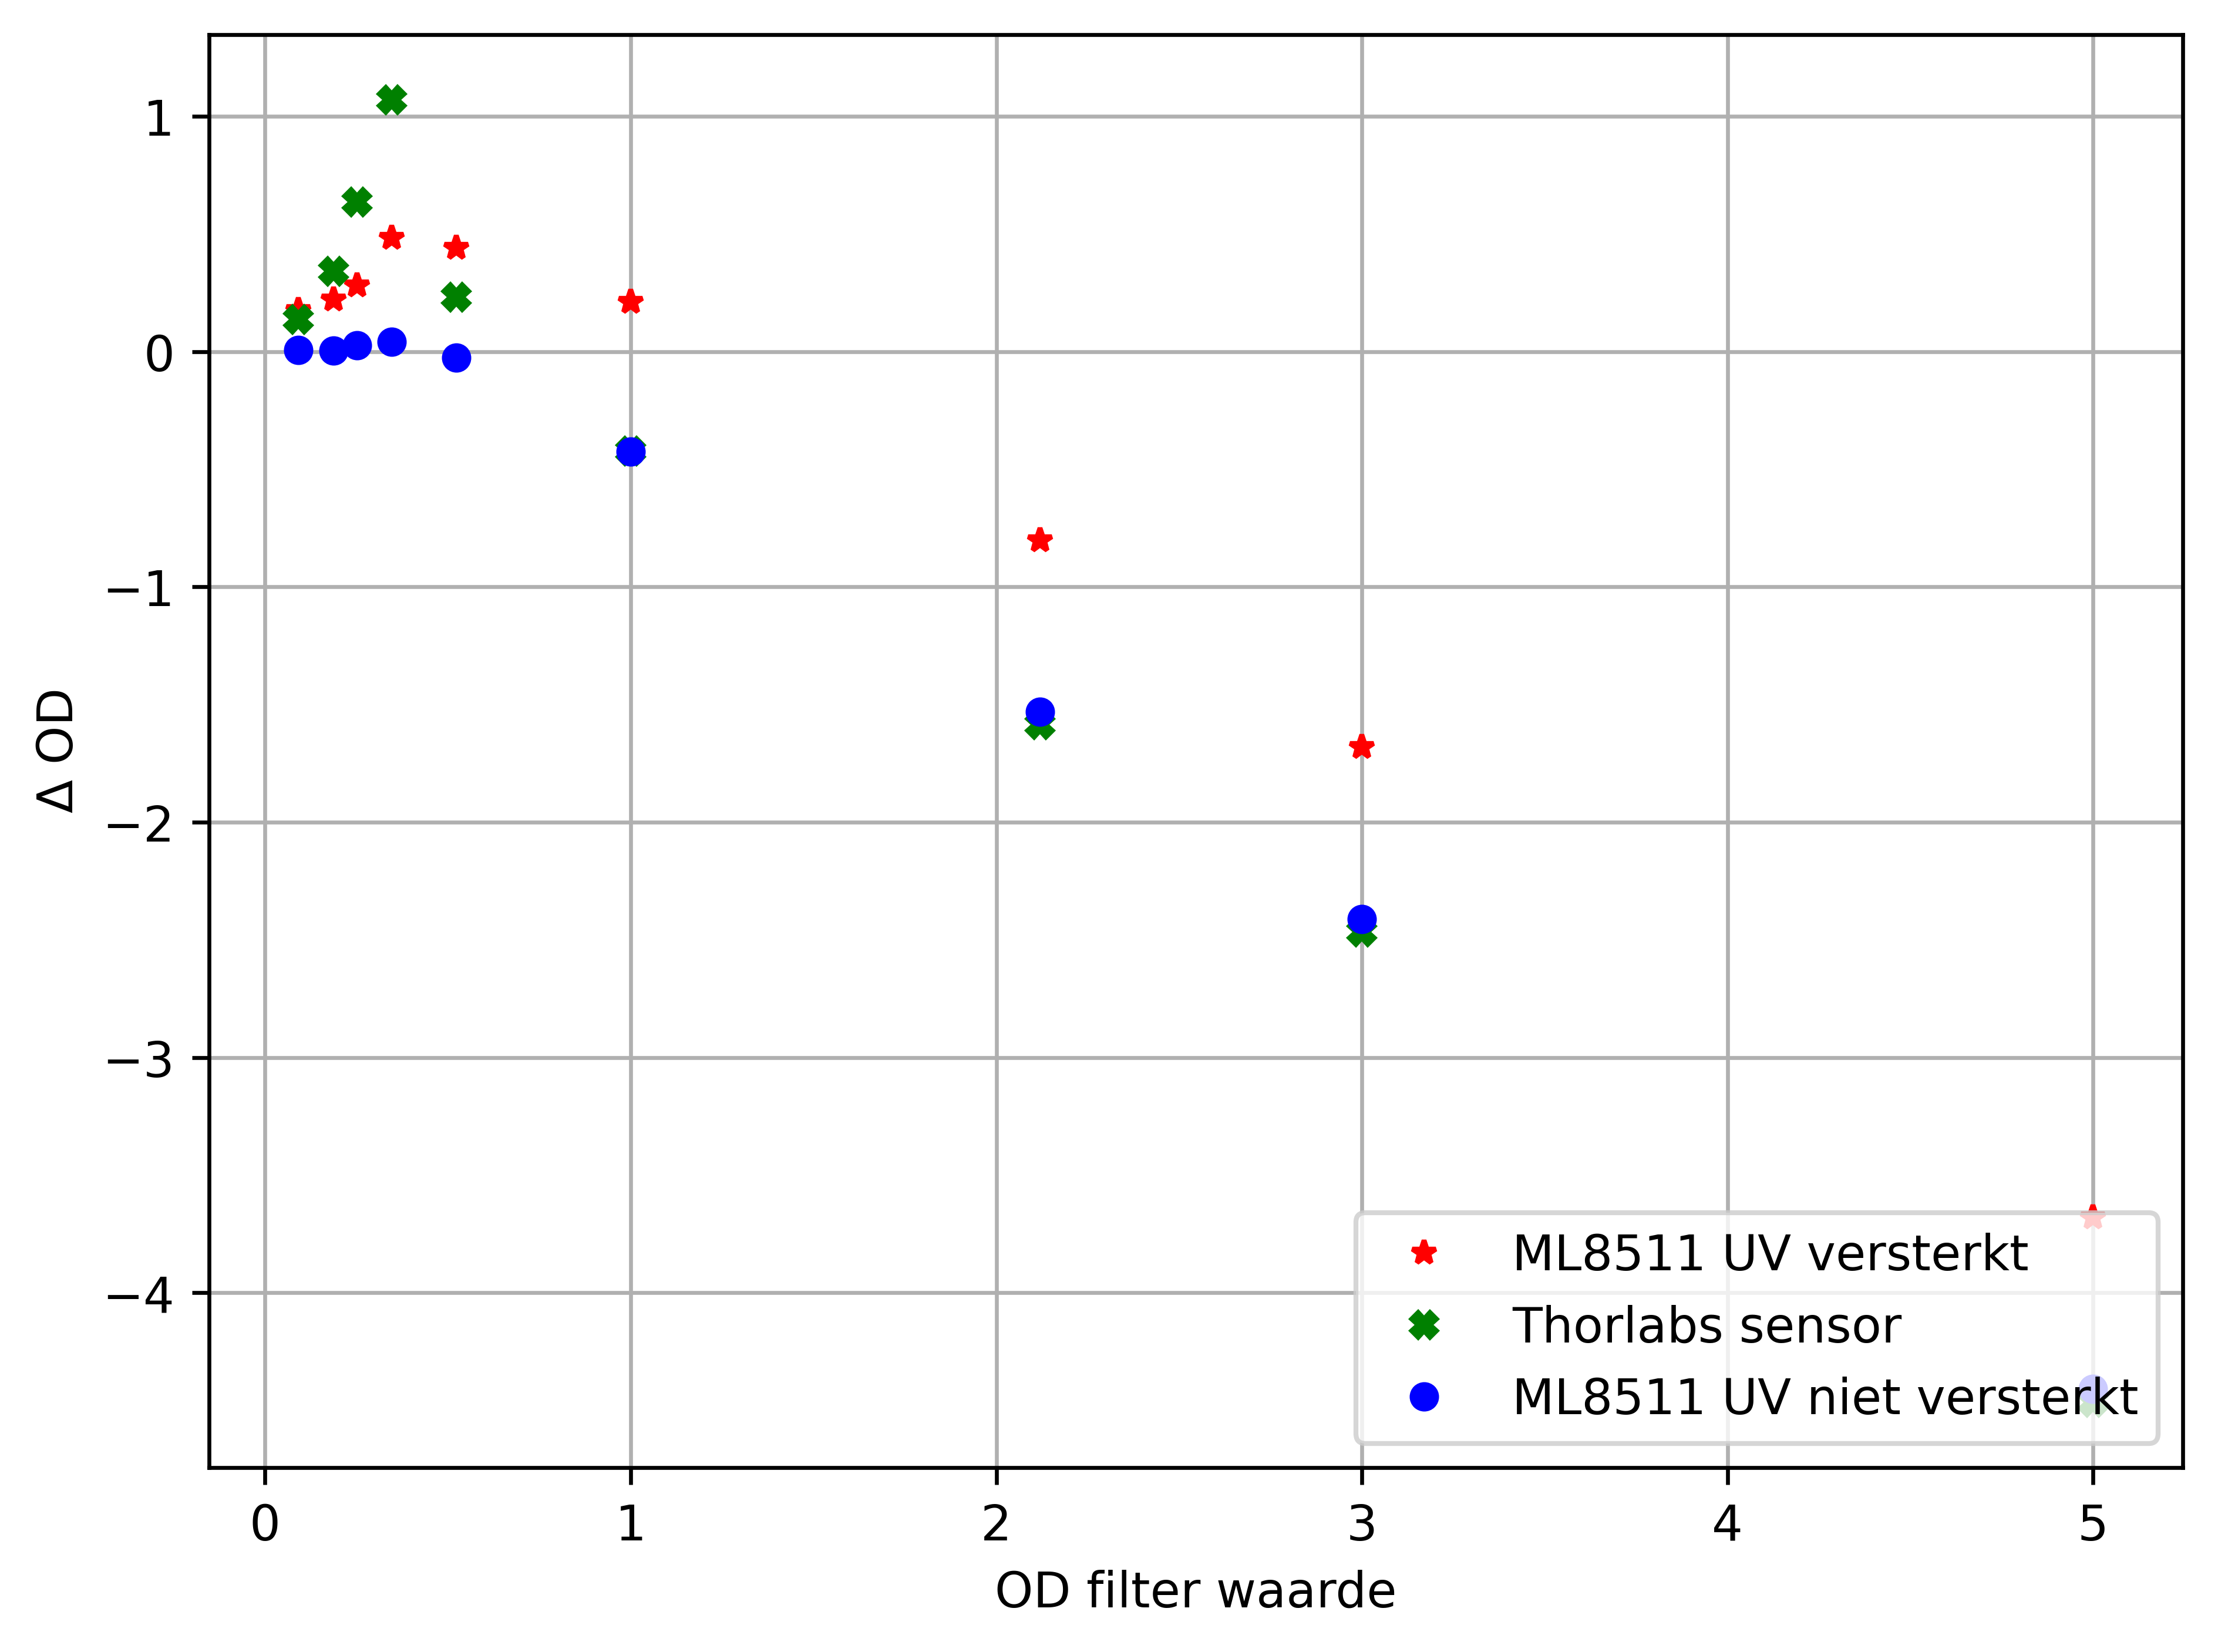 1
0
−1
−2
−3
−4
Δ OD
ML8511 UV versterkt
Thorlabs sensor
ML8511 UV niet versterkt
0 1 2 3 4 5
OD filter waarde